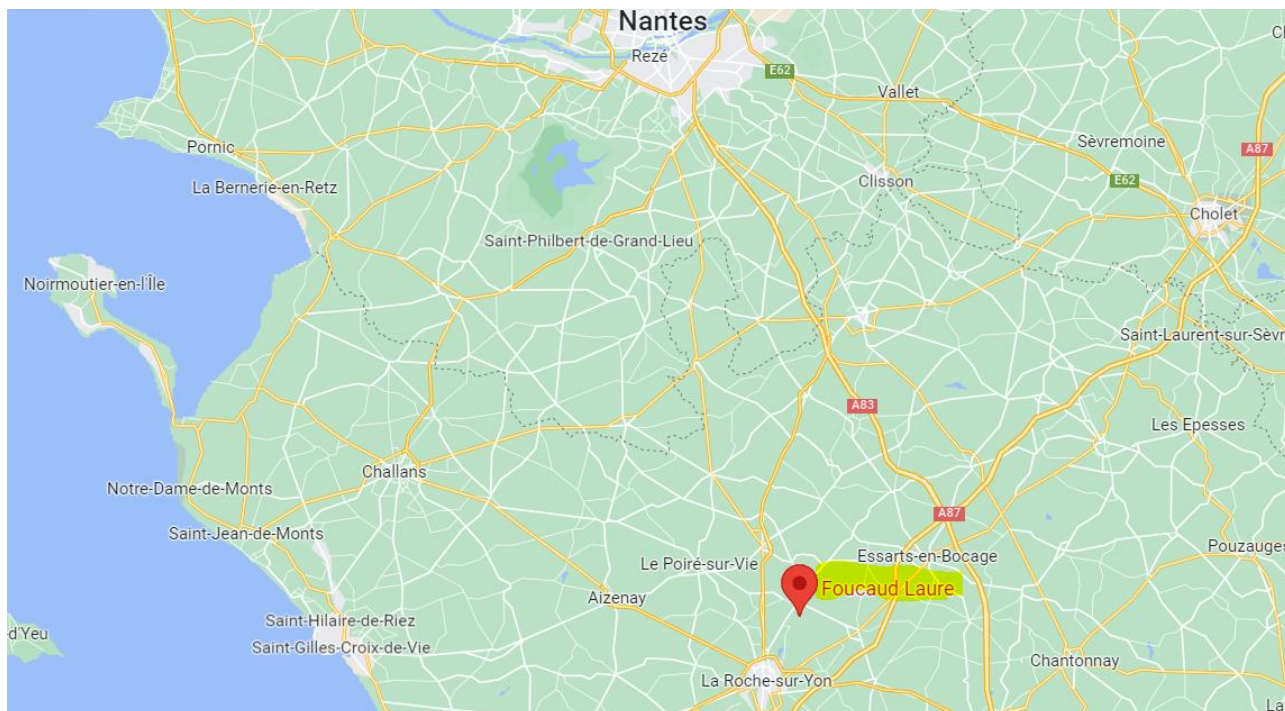 Nantes
Rezé
E62
Vallet
Sèvremoine
A87
Pornic
La Bernerie-en-Retz
Clisson
E62
Cholet
Saint-Philbert-de-Grand-Lieu
Noirmoutier-en-l'Île
Saint-Laurent-sur-Sèvr
A83
Les Epesses
Challans
Notre-Dame-de-Monts
A87
Saint-Jean-de-Monts
Essarts-en-Bocage
Pouzauges
Le Poiré-sur-Vie
Foucaud Laure
Aizenay
Saint-Hilaire-de-Riez
d'Yeu
Saint-Gilles-Croix-de-Vie
Chantonnay
La Roche-sur-Yon
La